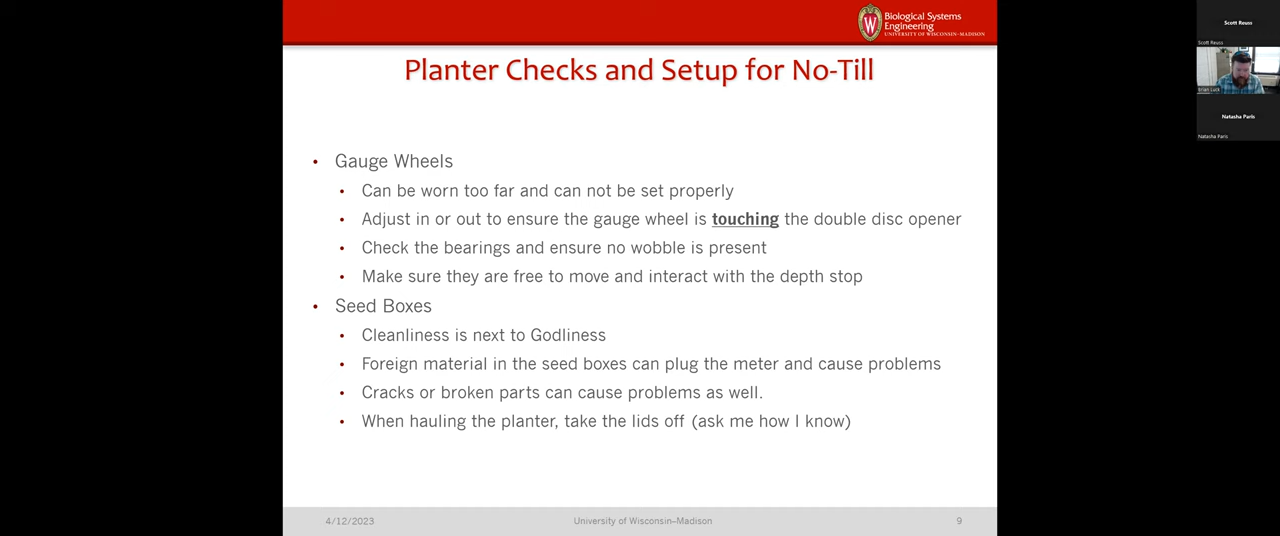 Biological Systems
Engineering
UNIVERSITY OF WISCONSIN-MADISON
Planter Checks and Setup for No-Till
• Gauge Wheels
• Can be worn too far and can not be set properly
• Adjust in or out to ensure the gauge wheel is touching the double disc opener
• Check the bearings and ensure no wobble is present
• Make sure they are free to move and interact with the depth stop
• Seed Boxes
• Cleanliness is next to Godliness
• Foreign material in the seed boxes can plug the meter and cause problems
• Cracks or broken parts can cause problems as well.
• When hauling the planter, take the lids off (ask me how I know)
4/12/2023
University of Wisconsin–Madison
9
Scott Reuss
Scott Reuss
Brian Luck
Natasha Paris
Natasha Paris